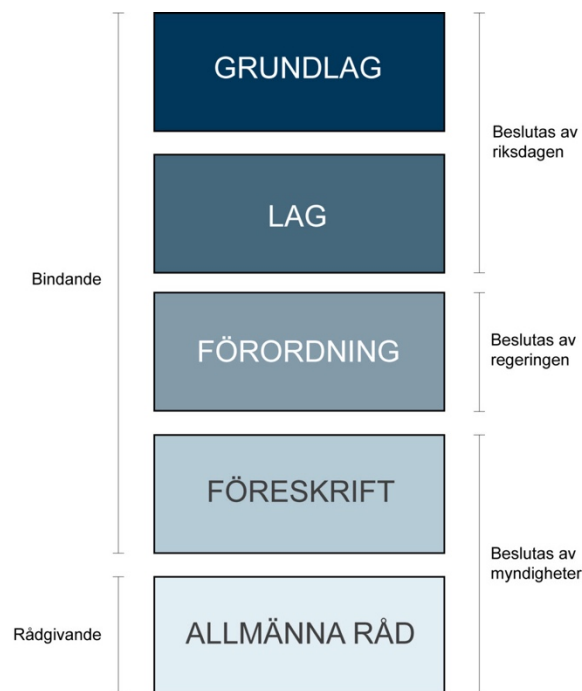 GRUNDLAG
Beslutas av
riksdagen
LAG
Bindande
FÖRORDNING
Beslutas av
regeringen
FÖRESKRIFT
Beslutas av
myndigheter
Rådgivande
ALLMÄNNA RÅD